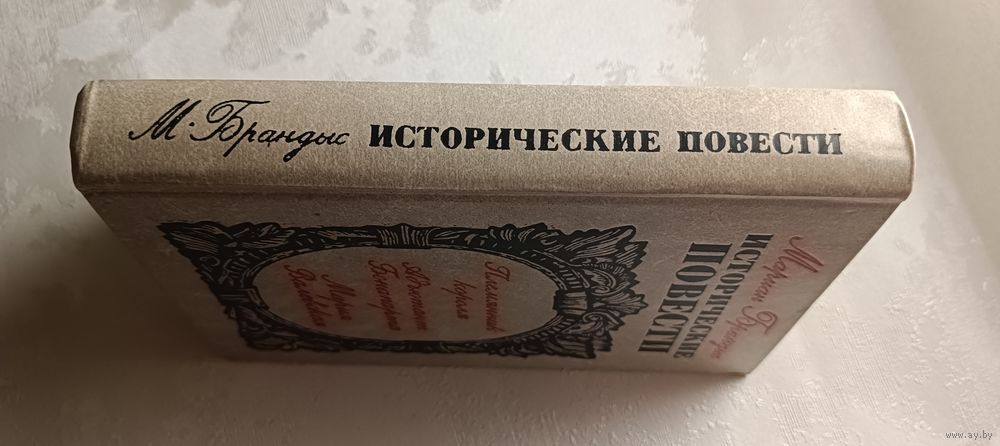 М. Брандыс ИСТОРИЧЕСКИЕ ПОВЕСТИ
Мариан Брандыс
ИСТОРИЧЕСКИЕ
ПОВЕСТИ
Племянник
короля
Адъютант
Бонапарта
Мария
Валевская
www.ay.by